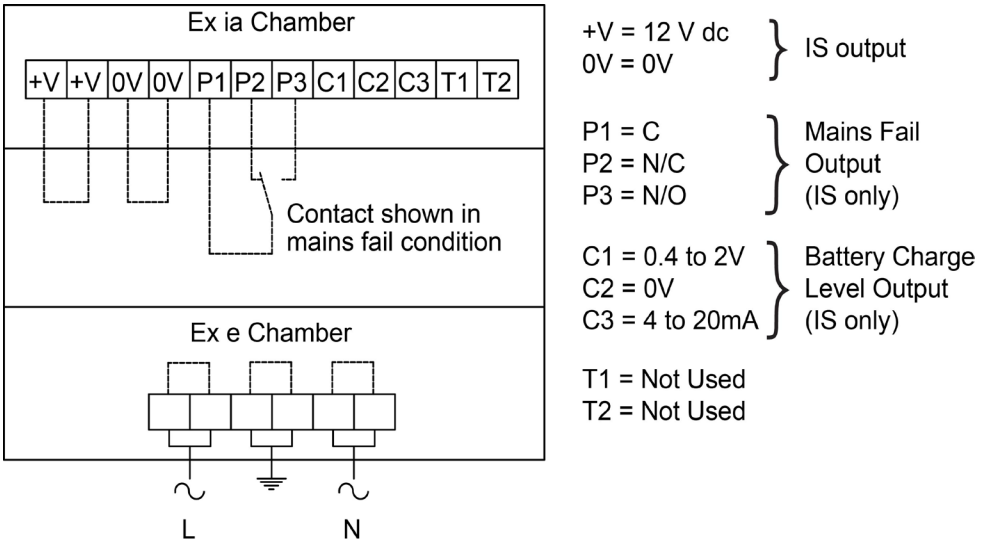 Ex ia Chamber
+V +V 0V 0V P1 P2 P3 C1 C2 C3 T1 T2
Contact shown in
mains fail condition
Ex e Chamber
L N
+V = 12 V dc
0V = 0V
IS output
P1 = C
P2 = N/C
P3 = N/O
Mains Fail
Output
(IS only)
C1 = 0.4 to 2V
C2 = 0V
C3 = 4 to 20mA
Battery Charge
Level Output
(IS only)
T1 = Not Used
T2 = Not Used